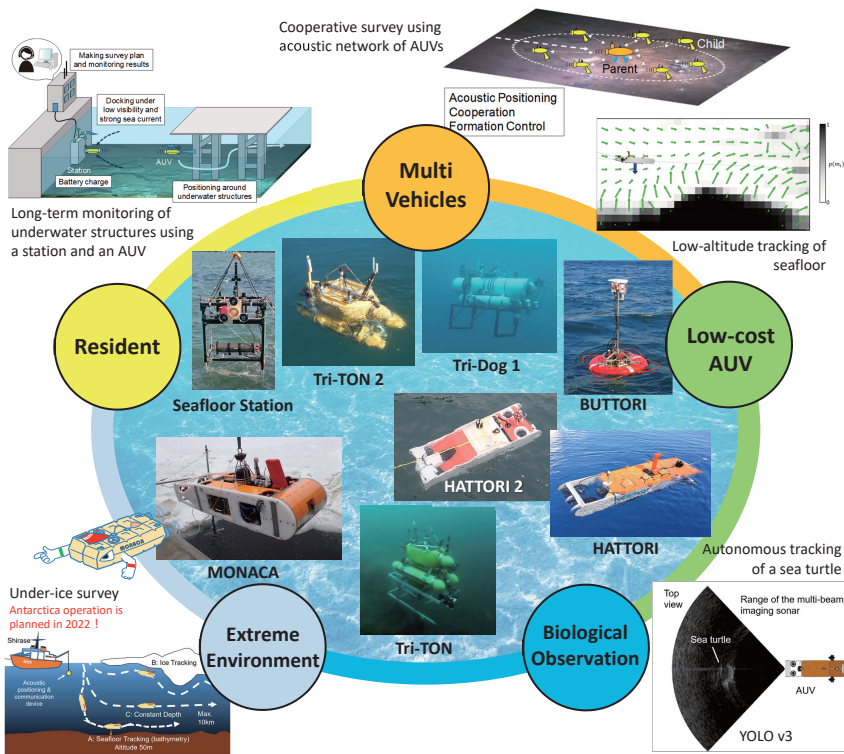 Cooperative survey using
acoustic network of AUVs
Child
Parent
Acoustic Positioning
Cooperation
Formation Control
Making survey plan
and monitoring results
Docking under
low visibility and
strong sea current
Station
AUV
Battery charge
Positioning around
underwater structures
Long-term monitoring of
underwater structures using
a station and an AUV
Multi
Vehicles
1
p(mᵢ)
0
Low-altitude tracking of
seafloor
Resident
Low-cost
AUV
Seafloor Station
Tri-TON 2
Tri-Dog 1
BUTTORI
HATTORI 2
HATTORI
MONACA
Tri-TON
Under-ice survey
Antarctica operation is
planned in 2022 !
Shirase
B: Ice Tracking
Acoustic
positioning &
communication
device
C: Constant Depth
Max.
10km
A: Seafloor Tracking (bathymetry)
Altitude 50m
Extreme
Environment
Biological
Observation
Autonomous tracking
of a sea turtle
Top
view
Range of the multi-beam
imaging sonar
Sea turtle
AUV
YOLO v3